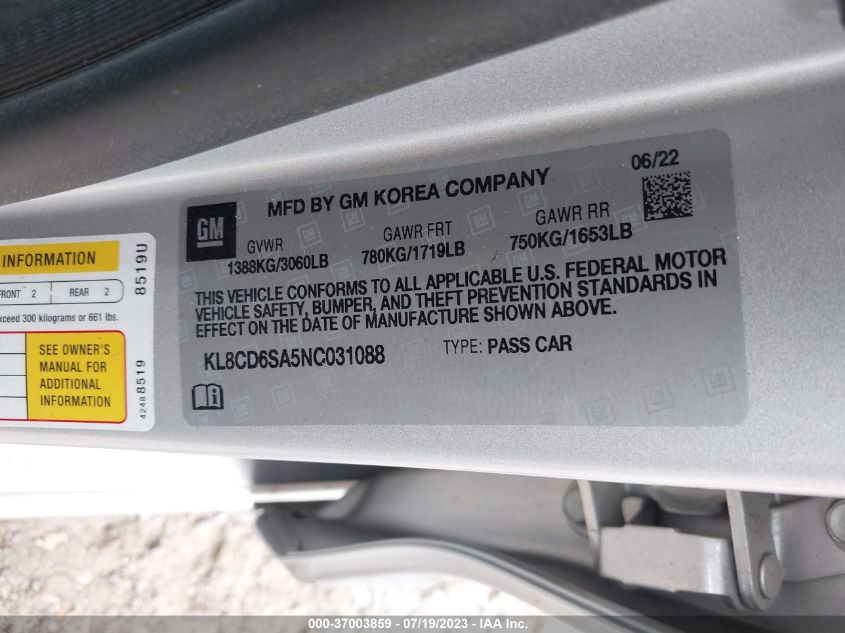 06/22
MFD BY GM KOREA COMPANY
GM
GVWR
1388KG/3060LB
GAWR FRT
780KG/1719LB
GAWR RR
750KG/1653LB
THIS VEHICLE CONFORMS TO ALL APPLICABLE U.S. FEDERAL MOTOR
VEHICLE SAFETY, BUMPER, AND THEFT PREVENTION STANDARDS IN
EFFECT ON THE DATE OF MANUFACTURE SHOWN ABOVE.
KL8CD6SA5NC031088
TYPE: PASS CAR
INFORMATION
FRONT 2
REAR 2
exceed 300 kilograms or 661 lbs.
SEE OWNER'S
MANUAL FOR
ADDITIONAL
INFORMATION
8519U
42488519
000-37003859 - 07/19/2023 - IAA Inc.